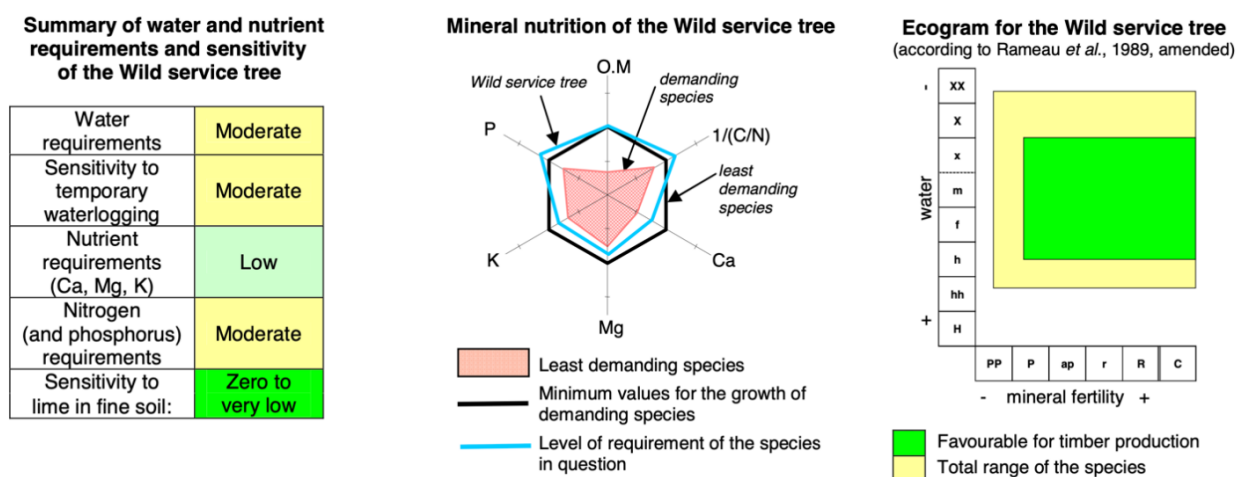 Summary of water and nutrient
requirements and sensitivity
of the Wild service tree
Water
requirements
Moderate
Sensitivity to
temporary
waterlogging
Moderate
Nutrient
requirements
(Ca, Mg, K)
Low
Nitrogen
(and phosphorus)
requirements
Moderate
Sensitivity to
lime in fine soil:
Zero to
very low
Mineral nutrition of the Wild service tree
O.M
Wild service tree
demanding
species
P
1/(C/N)
least
demanding
species
K
Ca
Mg
Least demanding species
Minimum values for the growth of
demanding species
Level of requirement of the species
in question
Ecogram for the Wild service tree
(according to Rameau et al., 1989, amended)
-
XX
X
x
m
f
h
hh
H
water
+
PP P ap r R C
- mineral fertility +
Favourable for timber production
Total range of the species